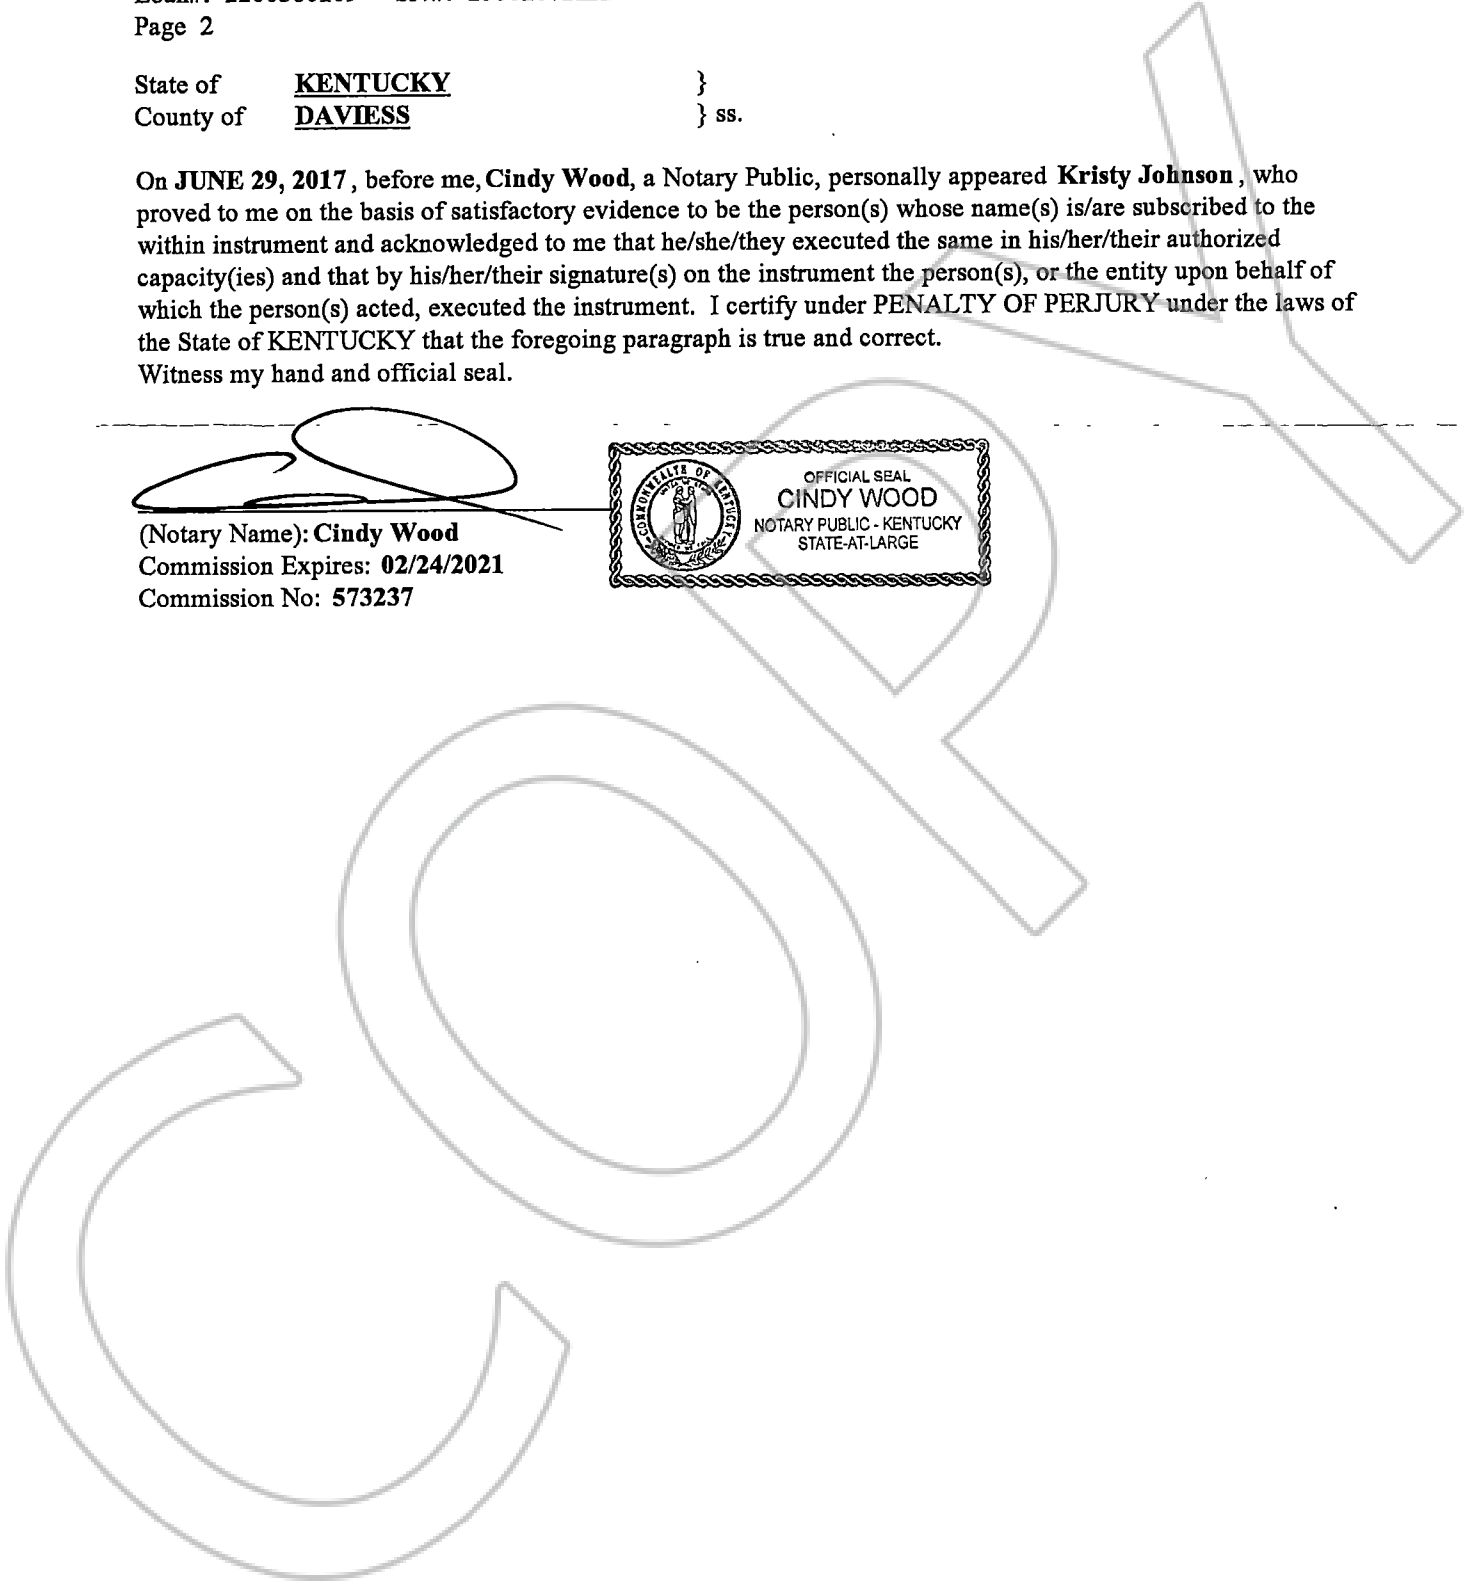 Page 2
State of KENTUCKY }
County of DAVIESS } ss.
On JUNE 29, 2017, before me, Cindy Wood, a Notary Public, personally appeared Kristy Johnson, who
proved to me on the basis of satisfactory evidence to be the person(s) whose name(s) is/are subscribed to the
within instrument and acknowledged to me that he/she/they executed the same in his/her/their authorized
capacity(ies) and that by his/her/their signature(s) on the instrument the person(s), or the entity upon behalf of
which the person(s) acted, executed the instrument. I certify under PENALTY OF PERJURY under the laws of
the State of KENTUCKY that the foregoing paragraph is true and correct.
Witness my hand and official seal.
COMMONWEALTH OF KENTUCKY
OFFICIAL SEAL
CINDY WOOD
NOTARY PUBLIC - KENTUCKY
STATE-AT-LARGE
(Notary Name): Cindy Wood
Commission Expires: 02/24/2021
Commission No: 573237
COPY